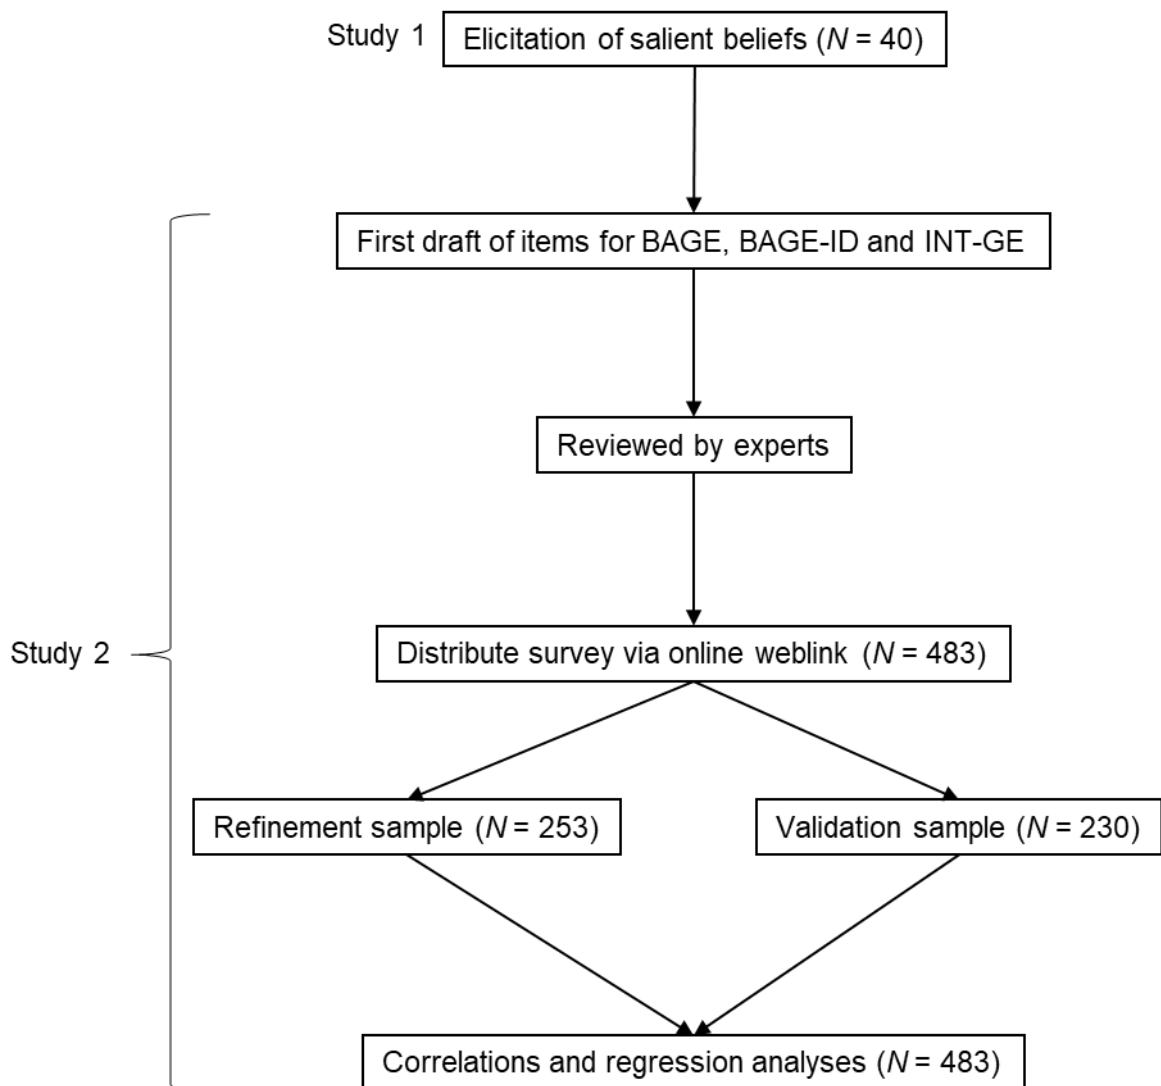 Study 1
Elicitation of salient beliefs (N = 40)
First draft of items for BAGE, BAGE-ID and INT-GE
Reviewed by experts
Study 2
Distribute survey via online weblink (N = 483)
Refinement sample (N = 253)
Validation sample (N = 230)
Correlations and regression analyses (N = 483)